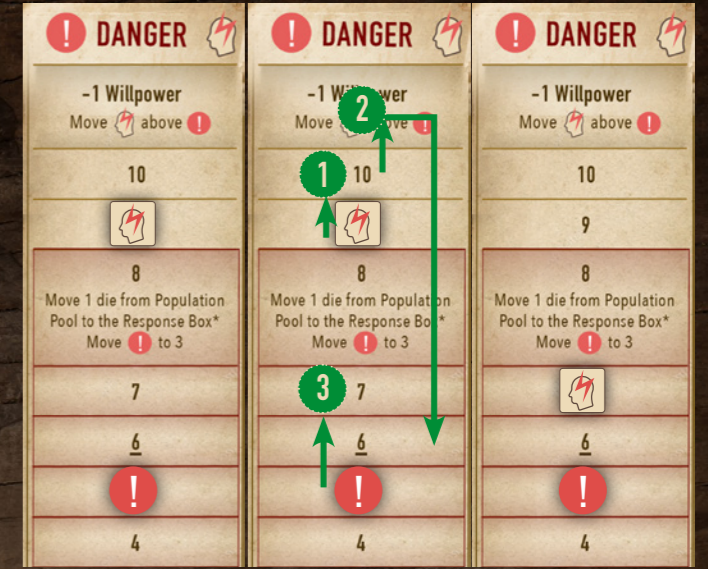 ! DANGER
-1 Willpower
Move above !
10
8
Move 1 die from Population
Pool to the Response Box*
Move ! to 3
7
6
!
4
! DANGER
-1 Willpower
2
Move above !
1 10
8
Move 1 die from Population
Pool to the Response Box*
Move ! to 3
3 7
6
!
4
! DANGER
-1 Willpower
Move above !
10
9
8
Move 1 die from Population
Pool to the Response Box*
Move ! to 3
6
!
4